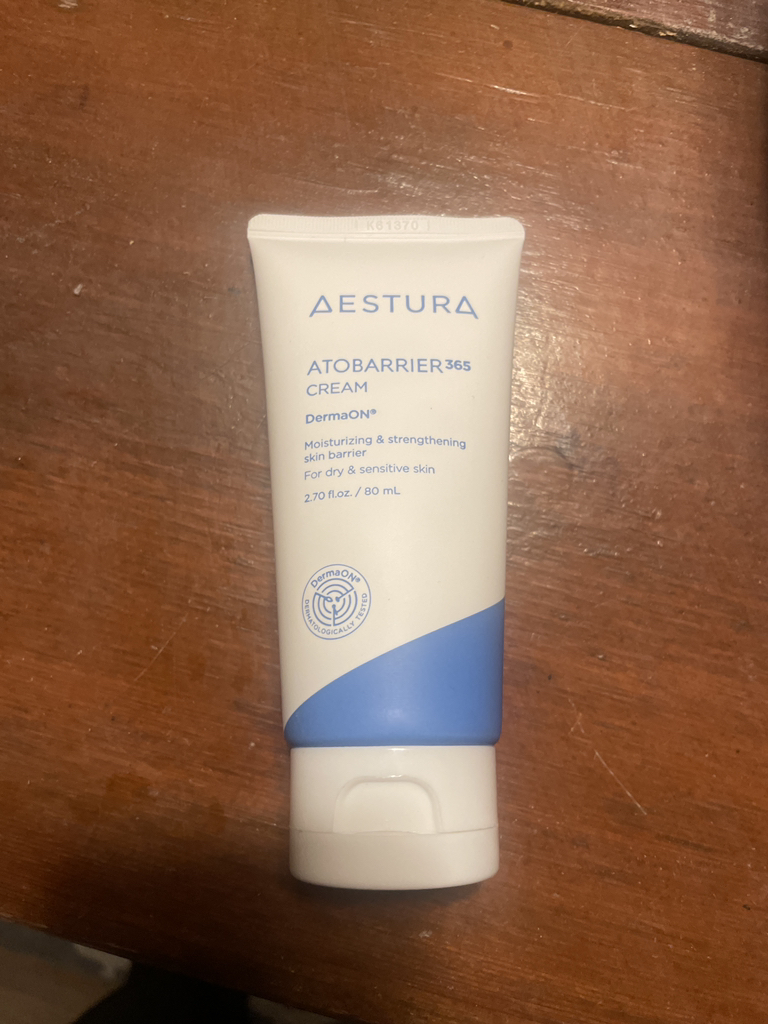 K61870
AESTURA
ATOBARRIER365
CREAM
DermaON®
Moisturizing & strengthening
skin barrier
For dry & sensitive skin
2.70 fl.oz. / 80 mL
DermaON®
DERMATOLOGICALLY TESTED